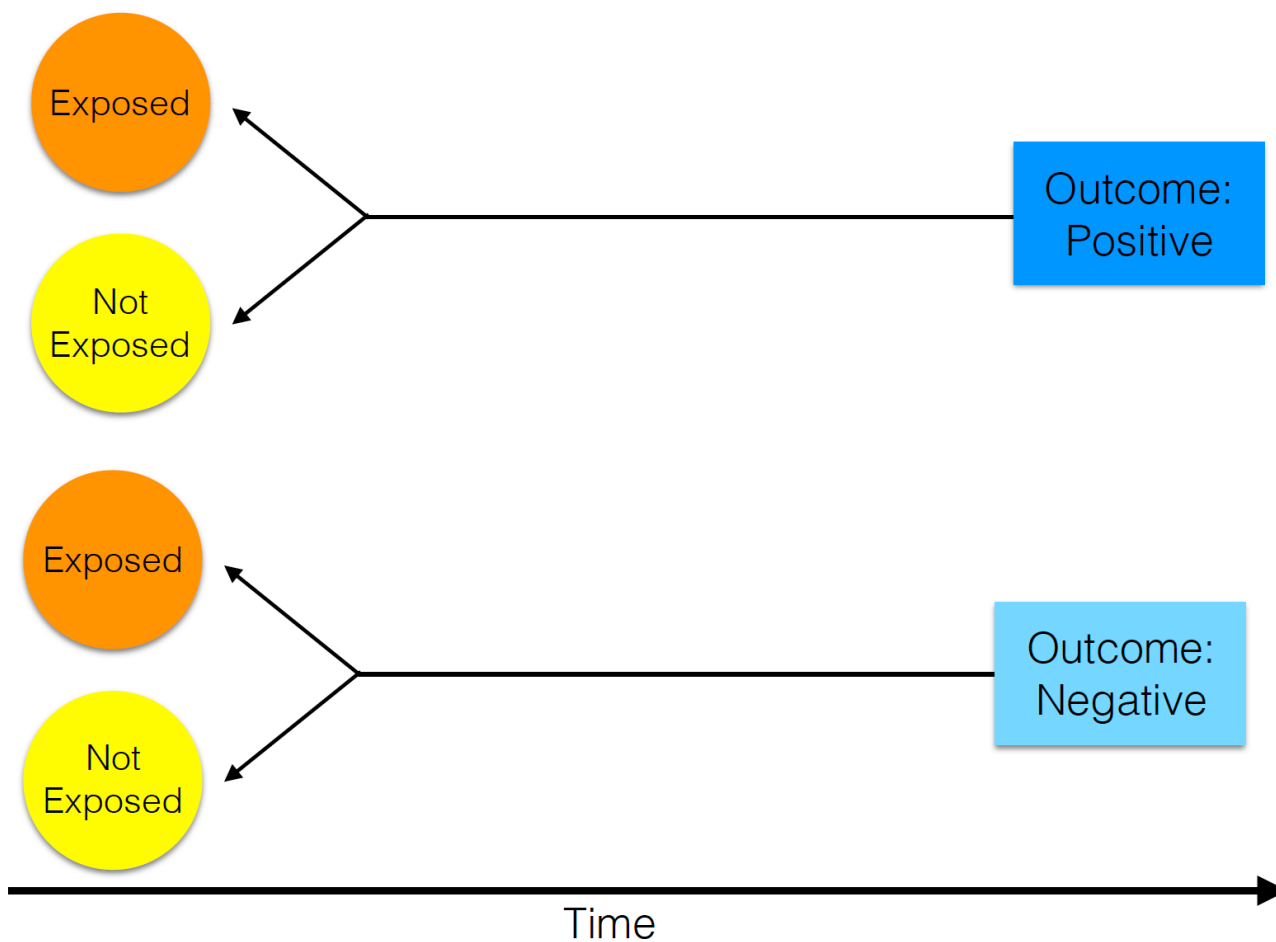 Exposed
Not
Exposed
Outcome:
Positive
Exposed
Not
Exposed
Outcome:
Negative
Time